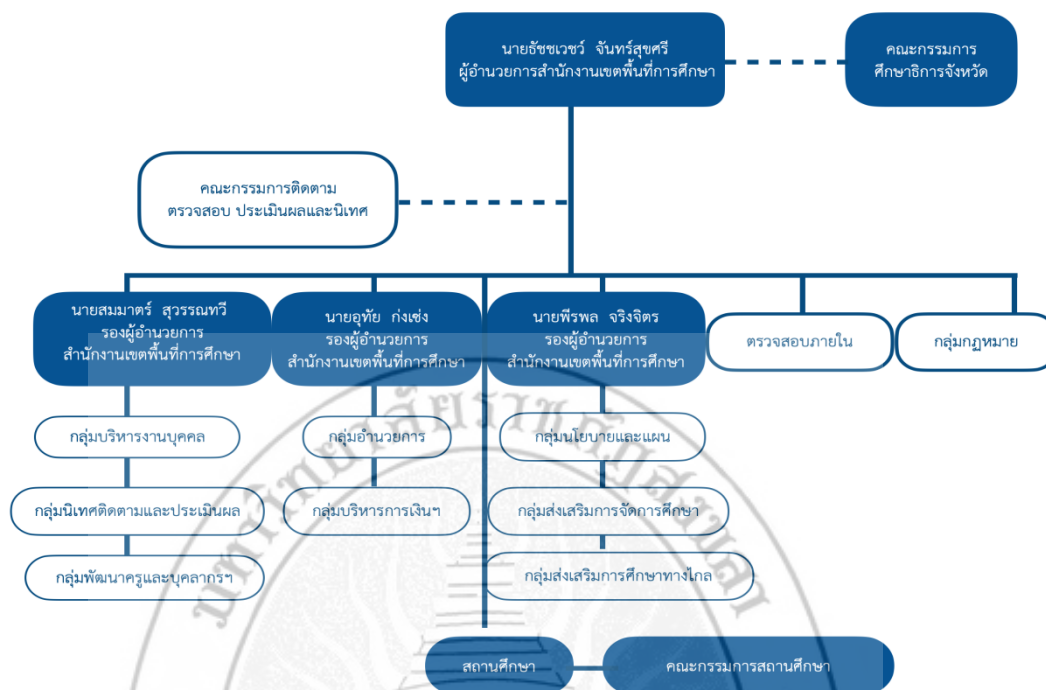 นายธัชชเวชว์ จันทร์สุขศรี
ผู้อำนวยการสำนักงานเขตพื้นที่การศึกษา
คณะกรรมการ
ศึกษาธิการจังหวัด
คณะกรรมการติดตาม
ตรวจสอบ ประเมินผลและนิเทศ
นายสมมาตร์ สุวรรณทวี
รองผู้อำนวยการ
สำนักงานเขตพื้นที่การศึกษา
นายอุทัย ก่งเซ่ง
รองผู้อำนวยการ
สำนักงานเขตพื้นที่การศึกษา
นายพีรพล จริงจิตร
รองผู้อำนวยการ
สำนักงานเขตพื้นที่การศึกษา
ตรวจสอบภายใน
กลุ่มกฎหมาย
กลุ่มบริหารงานบุคคล
กลุ่มอำนวยการ
กลุ่มนโยบายและแผน
กลุ่มนิเทศติดตามและประเมินผล
กลุ่มบริหารการเงินฯ
กลุ่มส่งเสริมการจัดการศึกษา
กลุ่มพัฒนาครูและบุคลากรฯ
กลุ่มส่งเสริมการศึกษาทางไกล
สถานศึกษา
คณะกรรมการสถานศึกษา
มหาวิทยาลัยราชภัฏสงขลา